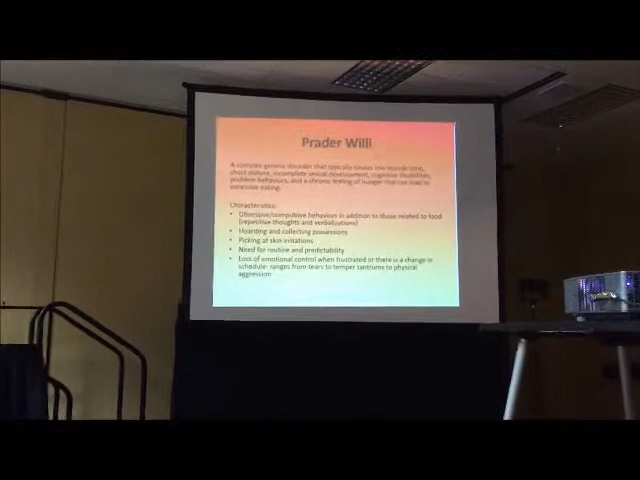 Prader Willi
A complex genetic disorder that typically causes low muscle tone,
short stature, incomplete sexual development, cognitive disabilities,
problem behaviors, and a chronic feeling of hunger that can lead to
excessive eating.
Characteristics:
• Obsessive/compulsive behaviors in addition to those related to food
(repetitive thoughts and verbalizations)
• Hoarding and collecting possessions
• Picking at skin irritations
• Need for routine and predictability
• Loss of emotional control when frustrated or there is a change in
schedule- ranges from tears to temper tantrums to physical
aggression